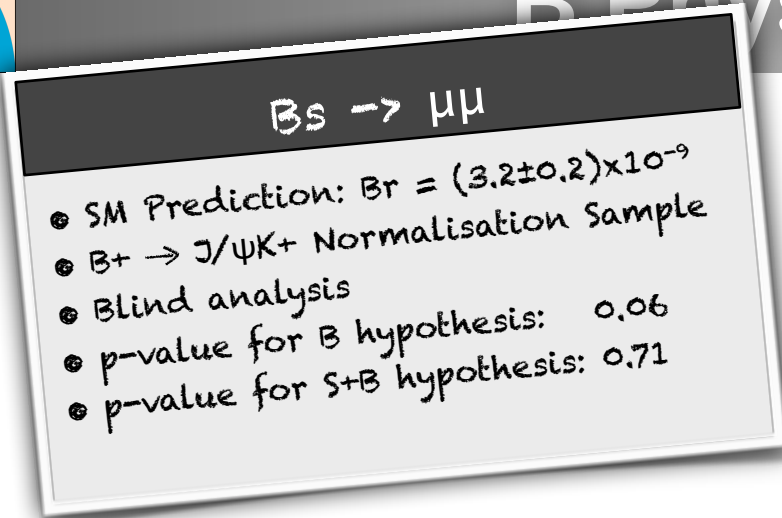 Bs -> μμ
SM Prediction: Br = (3.2±0.2)x10⁻⁹
B+ → J/ψK+ Normalisation Sample
Blind analysis
p-value for B hypothesis: 0.06
p-value for S+B hypothesis: 0.71